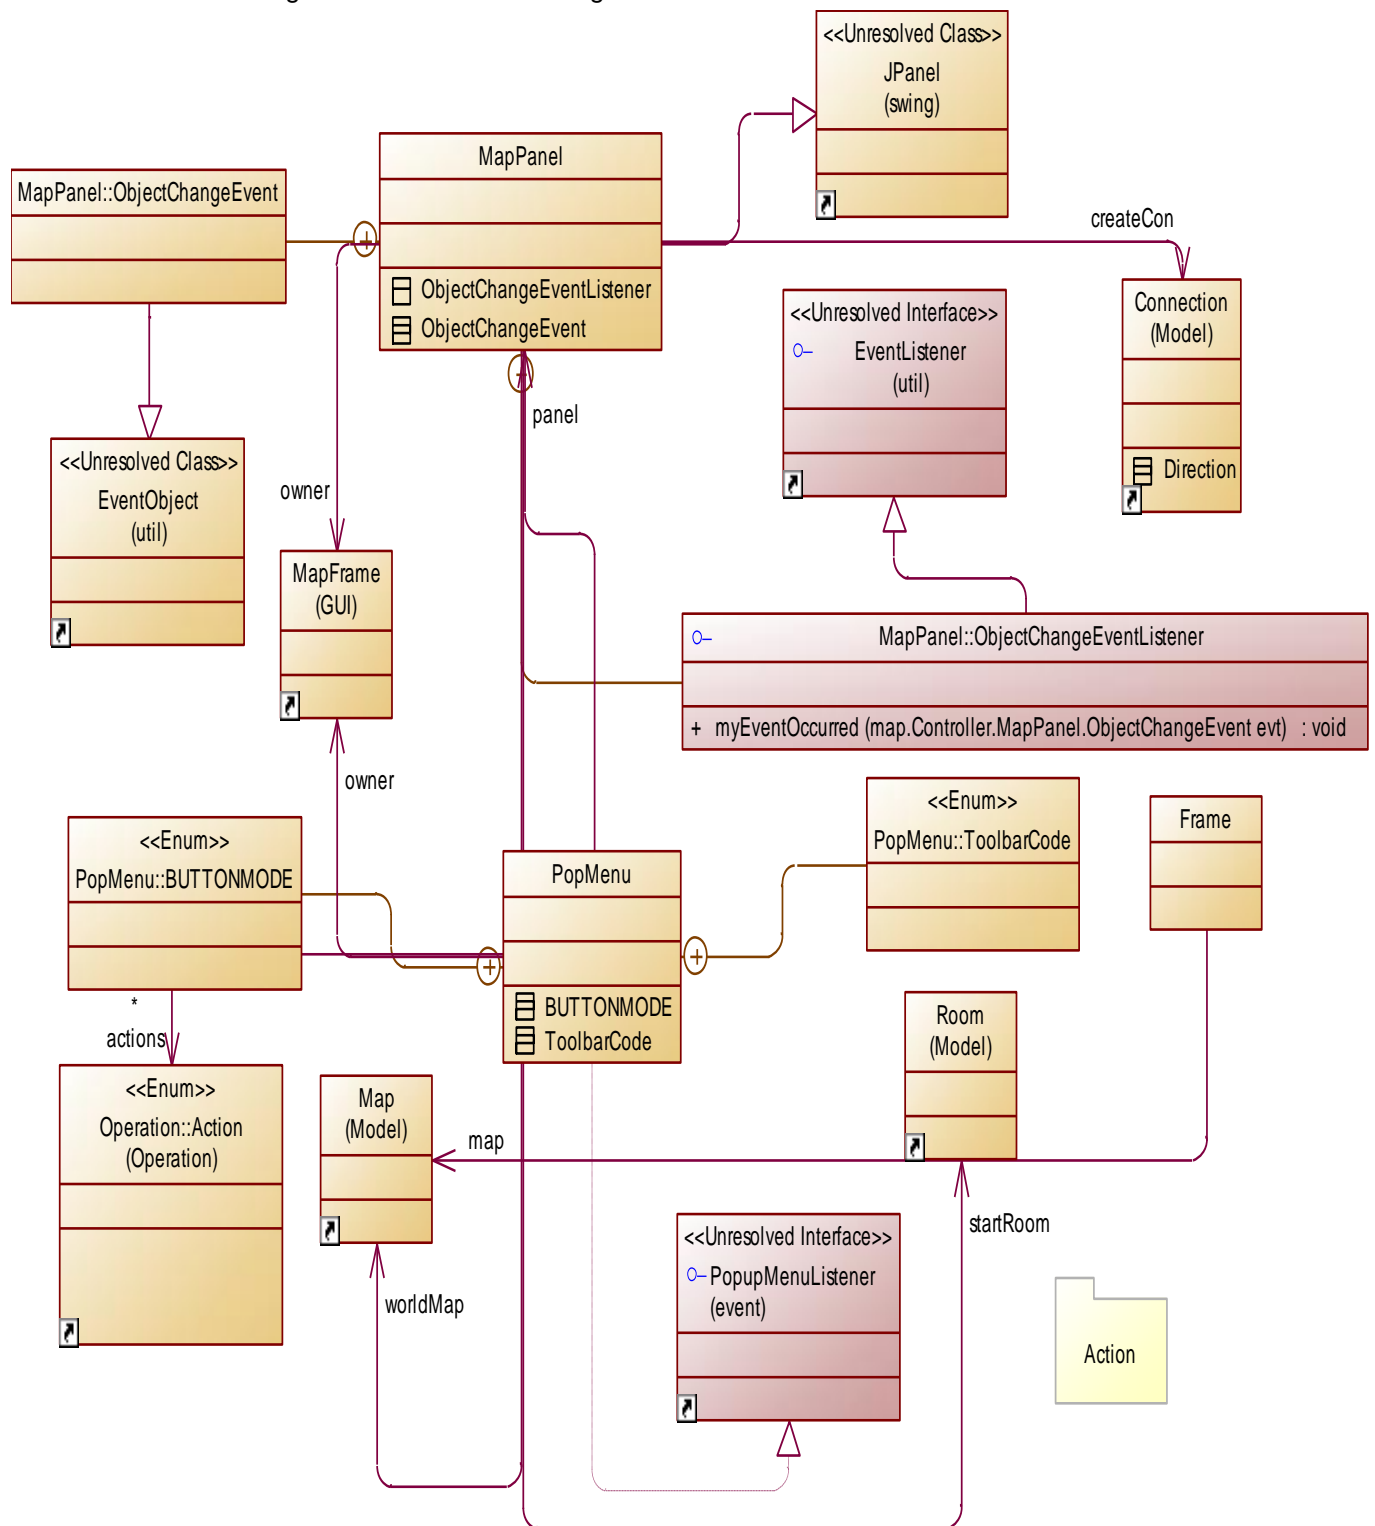 <<Unresolved Class>>
JPanel
(swing)
MapPanel
ObjectChangeEventListener
ObjectChangeEvent
MapPanel::ObjectChangeEvent
createCon
<<Unresolved Interface>>
EventListener
(util)
Connection
(Model)
Direction
panel
<<Unresolved Class>>
EventObject
(util)
owner
MapFrame
(GUI)
MapPanel::ObjectChangeEventListener
+ myEventOccurred (map.Controller.MapPanel.ObjectChangeEvent evt) : void
owner
<<Enum>>
PopMenu::BUTTONMODE
PopMenu
BUTTONMODE
ToolbarCode
<<Enum>>
PopMenu::ToolbarCode
Frame
*
actions
<<Enum>>
Operation::Action
(Operation)
Map
(Model)
map
Room
(Model)
startRoom
worldMap
<<Unresolved Interface>>
PopupMenuListener
(event)
Action